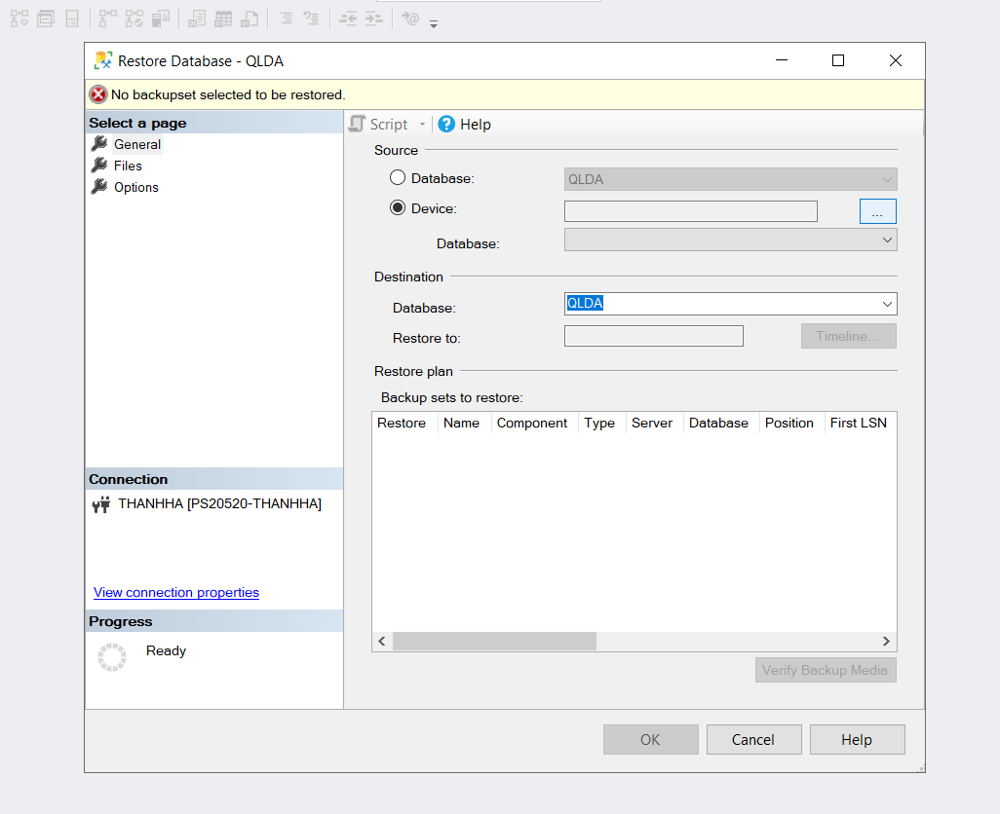 Restore Database - QLDA
No backupset selected to be restored.
Select a page
General
Files
Options
Connection
THANHHA [PS20520-THANHHA]
View connection properties
Progress
Ready
Script
Help
Source
Database: QLDA
Device: ...
Database:
Destination
Database: QLDA
Restore to: Timeline...
Restore plan
Backup sets to restore:
Restore Name Component Type Server Database Position First LSN
Verify Backup Media
OK Cancel Help